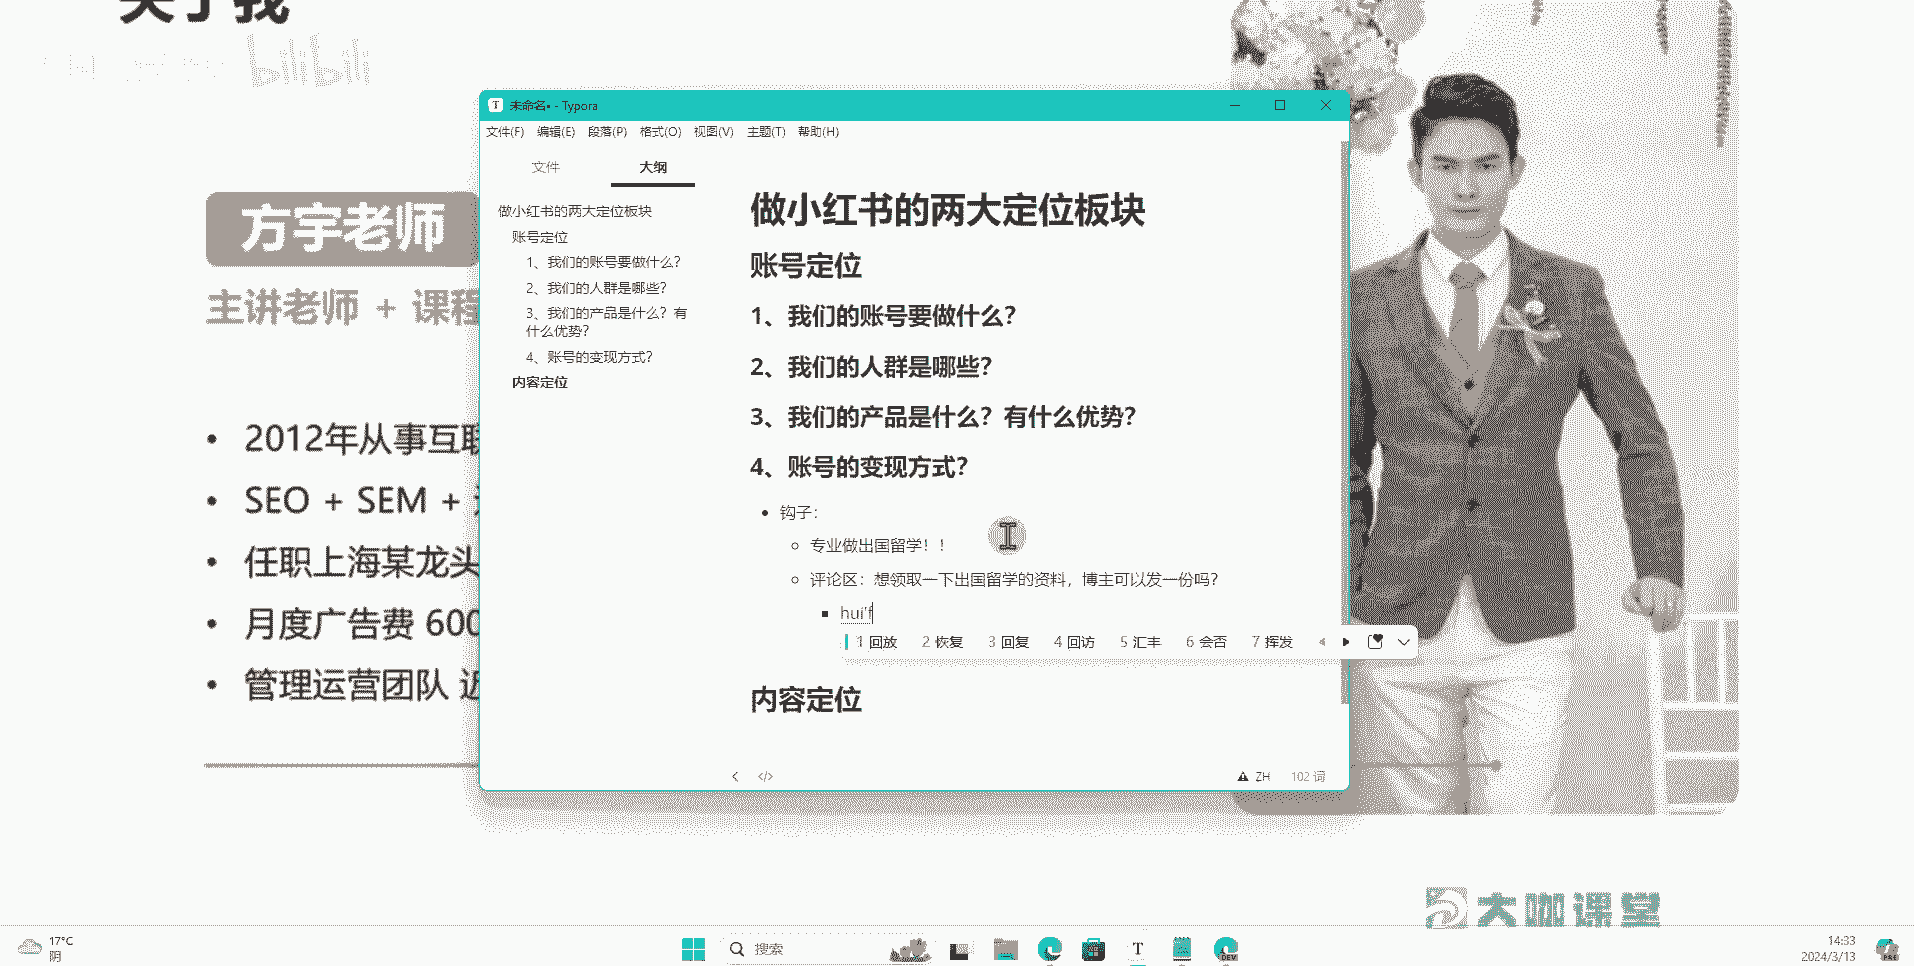 关于我
bilibili
未命名• - Typora
文件(F) 编辑(E) 段落(P) 格式(O) 视图(V) 主题(T) 帮助(H)
文件 大纲
做小红书的两大定位板块
账号定位
1、我们的账号要做什么?
2、我们的人群是哪些?
3、我们的产品是什么?有
什么优势?
4、账号的变现方式?
内容定位
做小红书的两大定位板块
账号定位
1、我们的账号要做什么?
2、我们的人群是哪些?
3、我们的产品是什么?有什么优势?
4、账号的变现方式?
钩子:
专业做出国留学!!
评论区:想领取一下出国留学的资料,博主可以发一份吗?
hui'f
1 回放 2 恢复 3 回复 4 回访 5 汇丰 6 会否 7 挥发
内容定位
ZH 102 词
方宇老师
主讲老师 + 课程
• 2012年从事互联
• SEO + SEM +
• 任职上海某龙头
• 月度广告费 600
• 管理运营团队 近
大咖课堂
17°C
阴
搜索
T
DEV
14:33
2024/3/13
PRE